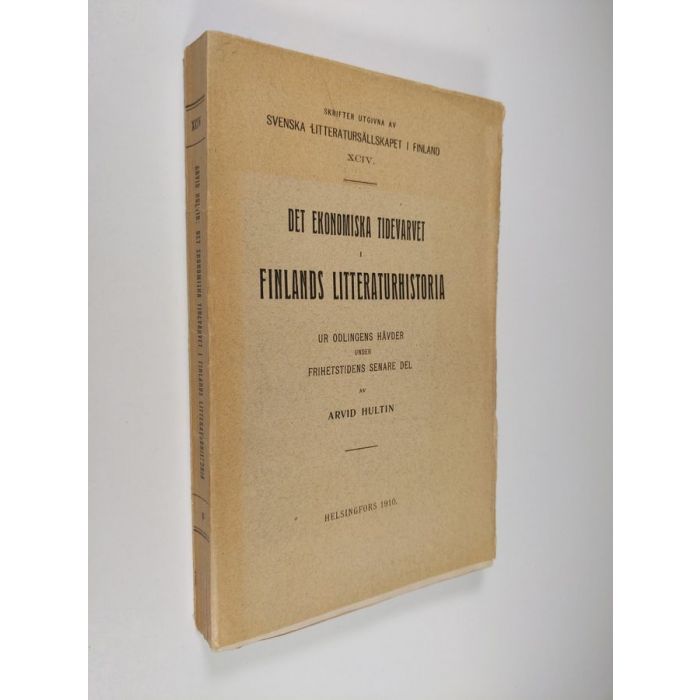 SKRIFTER UTGIVNA AV
SVENSKA LITTERATURSÄLLSKAPET I FINLAND
XCIV.
DET EKONOMISKA TIDEVARVET
I
FINLANDS LITTERATURHISTORIA
UR ODLINGENS HÄVDER
UNDER
FRIHETSTIDENS SENARE DEL
AV
ARVID HULTIN
HELSINGFORS 1910.
XCIV
ARVID HULTIN: DET EKONOMISKA TIDEVARVET I FINLANDS LITTERATURHISTORIA